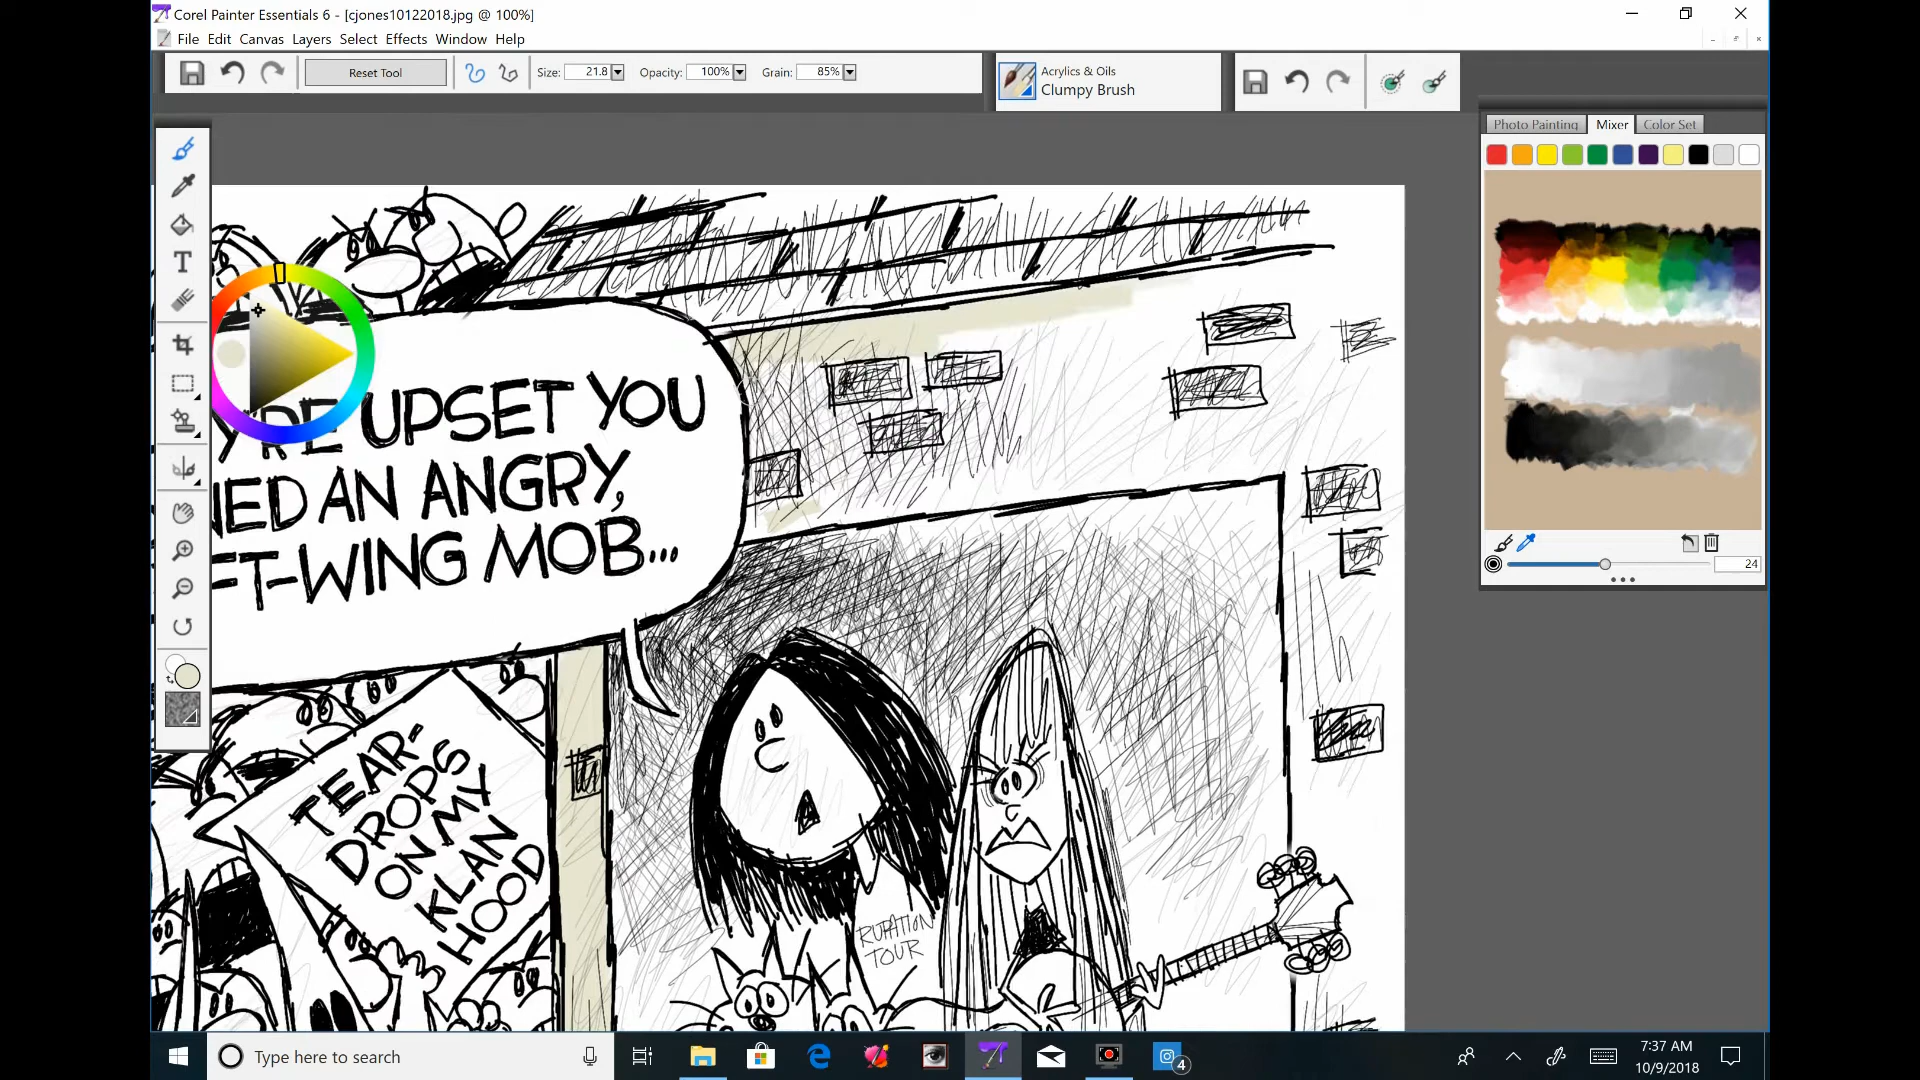 Corel Painter Essentials 6 - [cjones10122018.jpg @ 100%]
File Edit Canvas Layers Select Effects Window Help
Reset Tool
Size: 21.8
Opacity: 100%
Grain: 85%
Acrylics & Oils
Clumpy Brush
Photo Painting Mixer Color Set
24
UPSET YOU
AN ANGRY,
-WING MOB...
TEAR-
DROPS
ON MY
KLAN
HOOD
TOUR
Type here to search
4
7:37 AM
10/9/2018